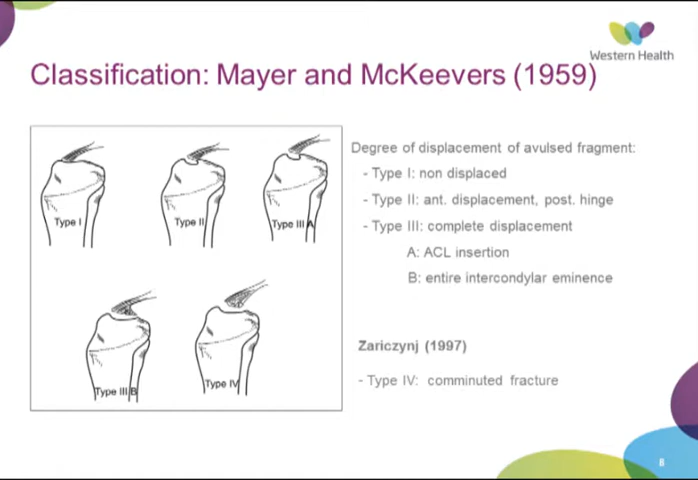 Western Health
Classification: Mayer and McKeevers (1959)
Type I
Type II
Type III A
Type III B
Type IV
Degree of displacement of avulsed fragment:
- Type I: non displaced
- Type II: ant. displacement, post. hinge
- Type III: complete displacement
A: ACL insertion
B: entire intercondylar eminence
Zariczynj (1997)
- Type IV: comminuted fracture
8